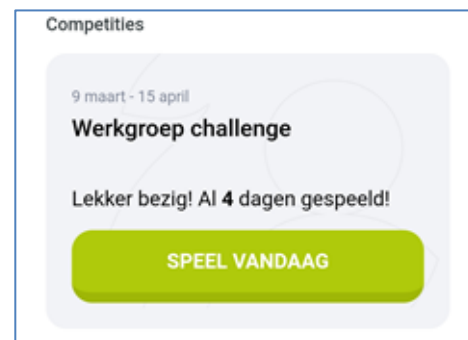 Competities
9 maart - 15 april
Werkgroep challenge
Lekker bezig! Al 4 dagen gespeeld!
SPEEL VANDAAG